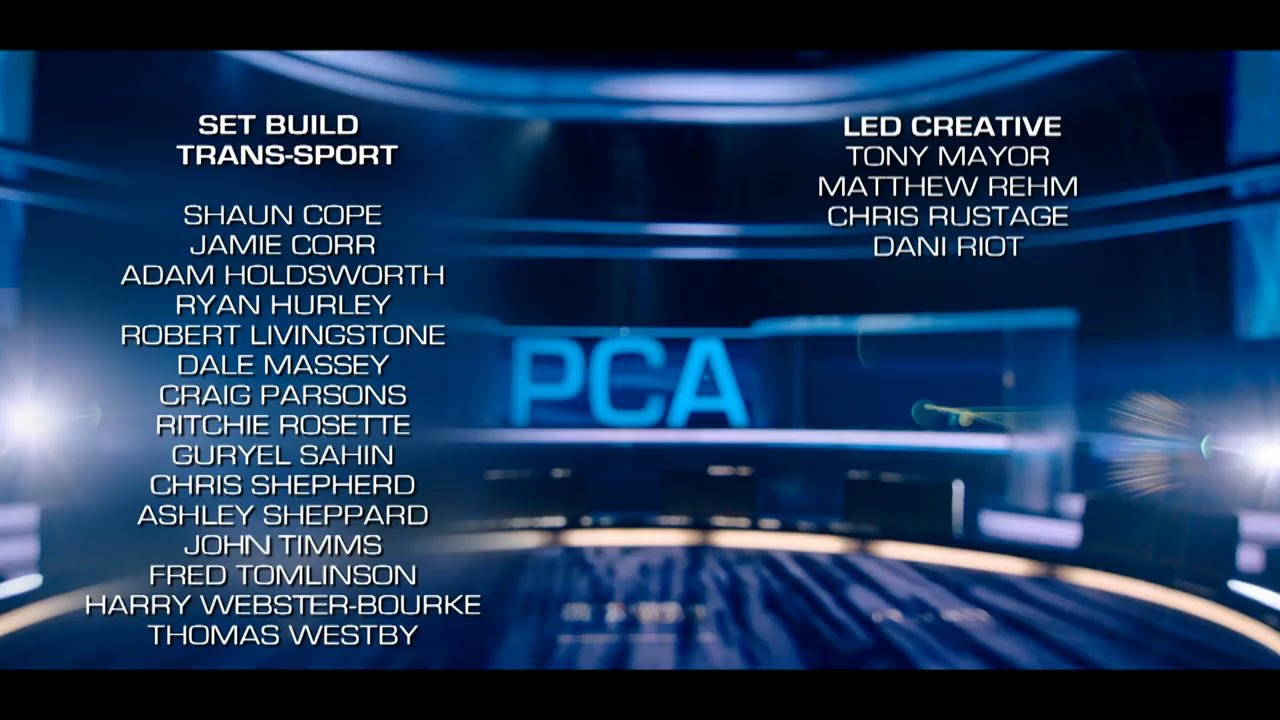 SET BUILD
TRANS-SPORT
SHAUN COPE
JAMIE CORR
ADAM HOLDSWORTH
RYAN HURLEY
ROBERT LIVINGSTONE
DALE MASSEY
CRAIG PARSONS
RITCHIE ROSETTE
GURYEL SAHIN
CHRIS SHEPHERD
ASHLEY SHEPPARD
JOHN TIMMS
FRED TOMLINSON
HARRY WEBSTER-BOURKE
THOMAS WESTBY
LED CREATIVE
TONY MAYOR
MATTHEW REHM
CHRIS RUSTAGE
DANI RIOT
PCA